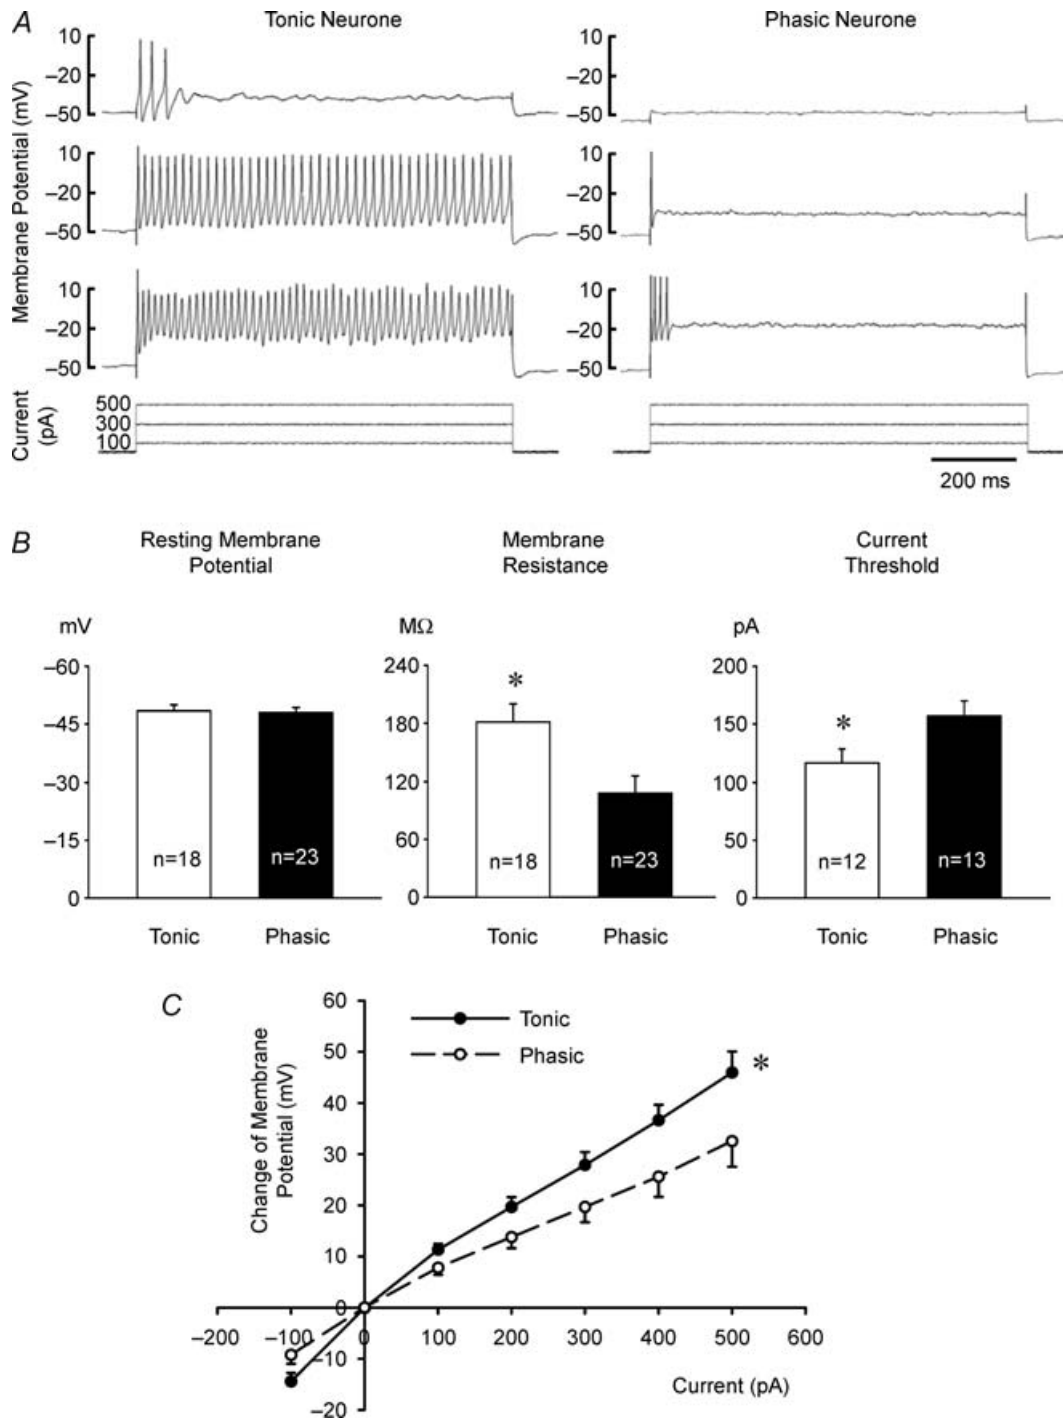 A
Tonic Neurone
Phasic Neurone
Membrane Potential (mV)
10
–20
–50
10
–20
–50
10
–20
–50
10
–20
–50
10
–20
–50
10
–20
–50
Current
(pA)
500
300
100
200 ms
B
Resting Membrane
Potential
Membrane
Resistance
Current
Threshold
mV
MΩ
pA
–60
–45
–30
–15
0
n=18
n=23
Tonic
Phasic
240
180
120
60
0
*
n=18
n=23
Tonic
Phasic
200
150
100
50
0
*
n=12
n=13
Tonic
Phasic
C
Change of Membrane
Potential (mV)
60
50
40
30
20
10
0
–10
–20
Tonic
Phasic
*
–200
–100
0
100
200
300
400
500
600
Current (pA)